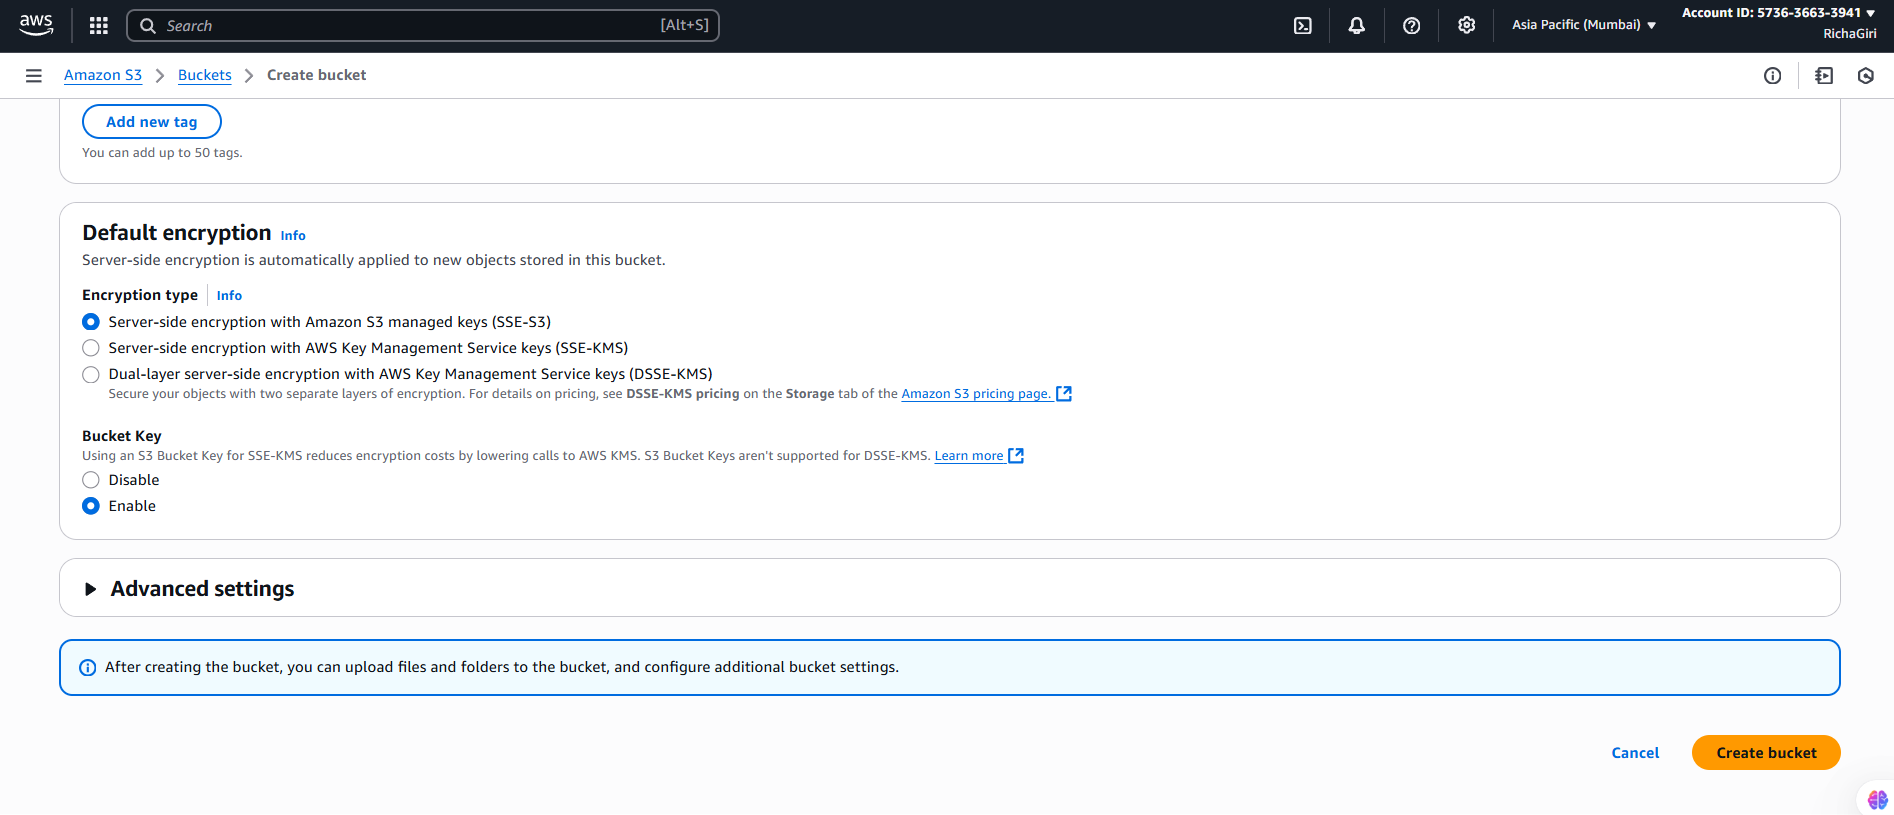 aws
Search [Alt+S]
Asia Pacific (Mumbai)
Account ID: 5736-3663-3941
RichaGiri
Amazon S3 > Buckets > Create bucket
Add new tag
You can add up to 50 tags.
Default encryption Info
Server-side encryption is automatically applied to new objects stored in this bucket.
Encryption type Info
Server-side encryption with Amazon S3 managed keys (SSE-S3)
Server-side encryption with AWS Key Management Service keys (SSE-KMS)
Dual-layer server-side encryption with AWS Key Management Service keys (DSSE-KMS)
Secure your objects with two separate layers of encryption. For details on pricing, see DSSE-KMS pricing on the Storage tab of the Amazon S3 pricing page.
Bucket Key
Using an S3 Bucket Key for SSE-KMS reduces encryption costs by lowering calls to AWS KMS. S3 Bucket Keys aren't supported for DSSE-KMS. Learn more
Disable
Enable
Advanced settings
After creating the bucket, you can upload files and folders to the bucket, and configure additional bucket settings.
Cancel
Create bucket